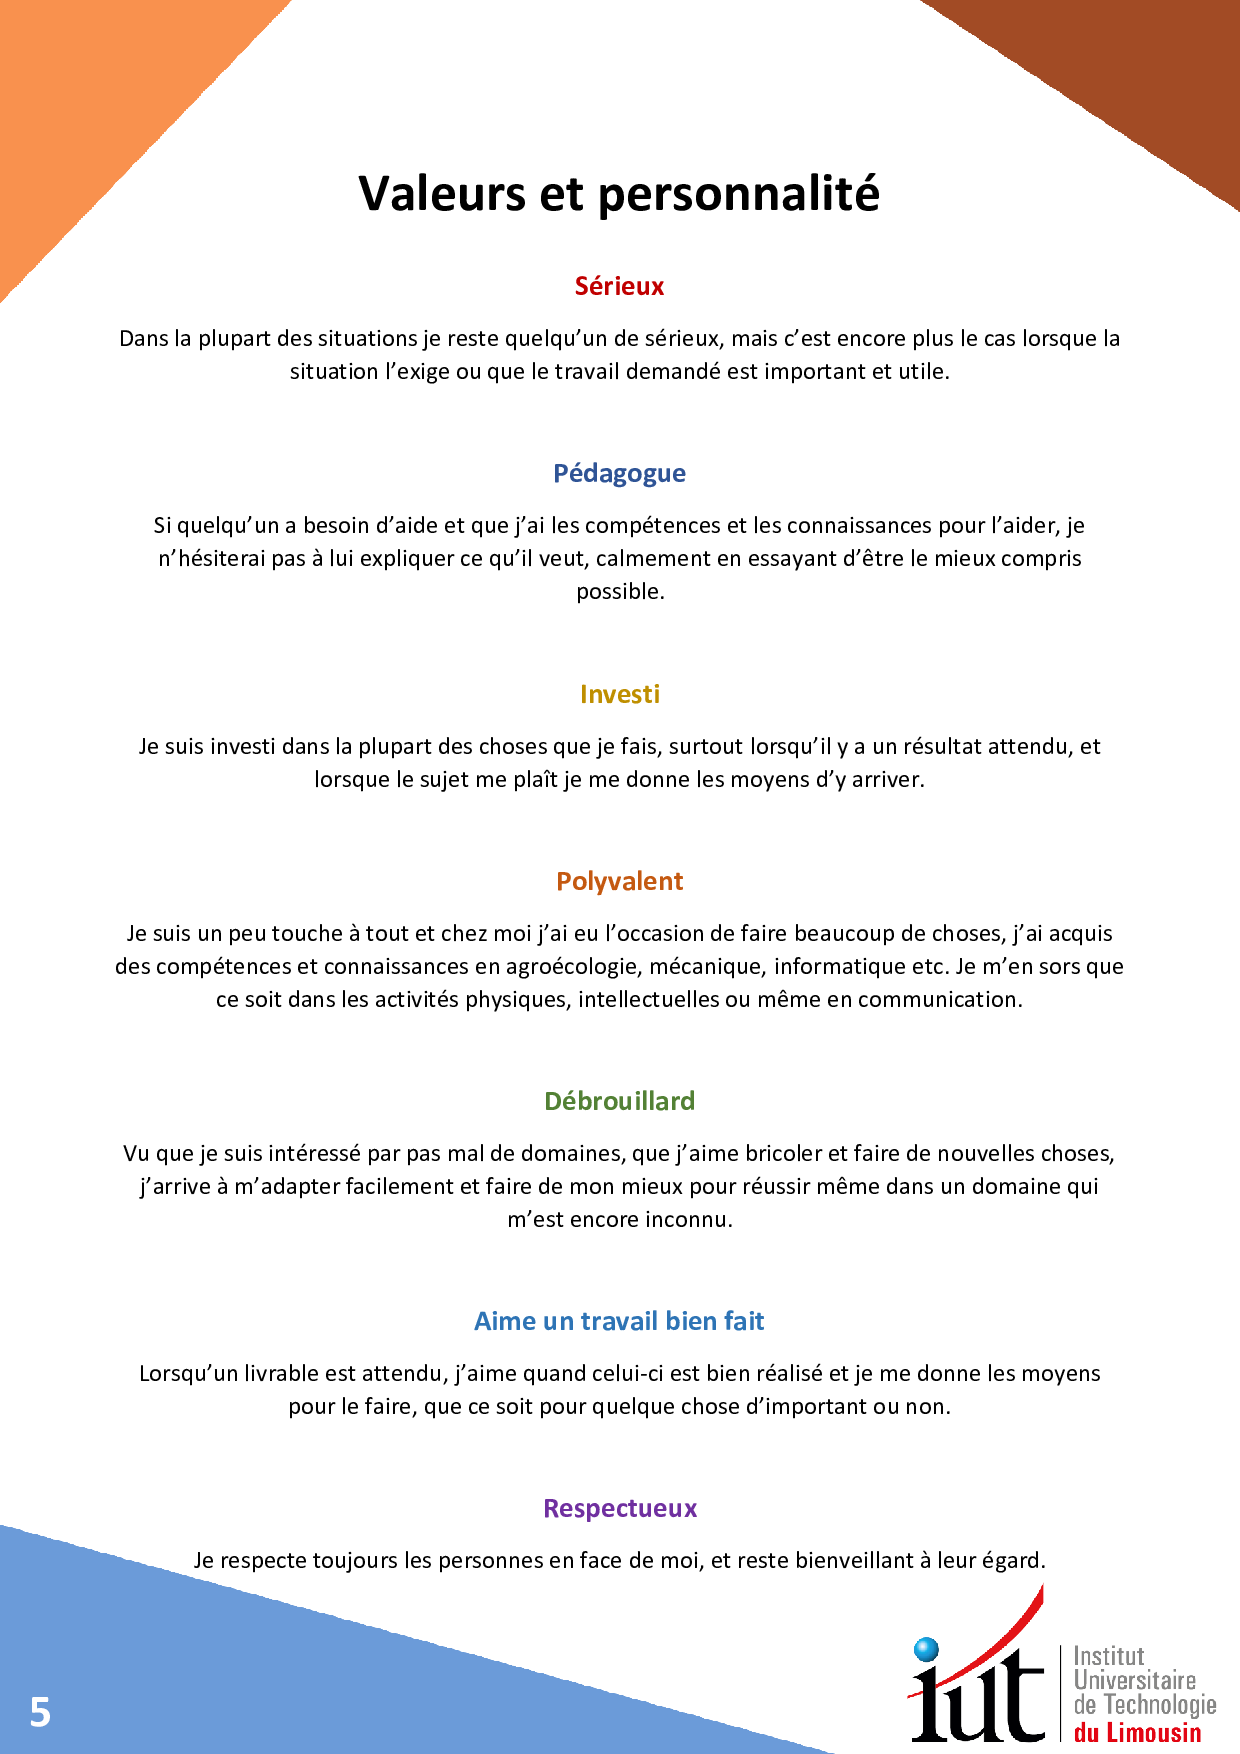 Valeurs et personnalité
Sérieux
Dans la plupart des situations je reste quelqu’un de sérieux, mais c’est encore plus le cas lorsque la
situation l’exige ou que le travail demandé est important et utile.
Pédagogue
Si quelqu’un a besoin d’aide et que j’ai les compétences et les connaissances pour l’aider, je
n’hésiterai pas à lui expliquer ce qu’il veut, calmement en essayant d’être le mieux compris
possible.
Investi
Je suis investi dans la plupart des choses que je fais, surtout lorsqu’il y a un résultat attendu, et
lorsque le sujet me plaît je me donne les moyens d’y arriver.
Polyvalent
Je suis un peu touche à tout et chez moi j’ai eu l’occasion de faire beaucoup de choses, j’ai acquis
des compétences et connaissances en agroécologie, mécanique, informatique etc. Je m’en sors que
ce soit dans les activités physiques, intellectuelles ou même en communication.
Débrouillard
Vu que je suis intéressé par pas mal de domaines, que j’aime bricoler et faire de nouvelles choses,
j’arrive à m’adapter facilement et faire de mon mieux pour réussir même dans un domaine qui
m’est encore inconnu.
Aime un travail bien fait
Lorsqu’un livrable est attendu, j’aime quand celui-ci est bien réalisé et je me donne les moyens
pour le faire, que ce soit pour quelque chose d’important ou non.
Respectueux
Je respecte toujours les personnes en face de moi, et reste bienveillant à leur égard.
5
iut
Institut
Universitaire
de Technologie
du Limousin